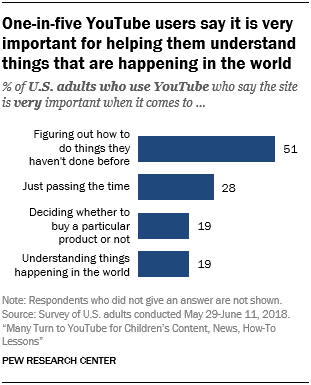 One-in-five YouTube users say it is very
important for helping them understand
things that are happening in the world
% of U.S. adults who use YouTube who say the site
is very important when it comes to ...
Figuring out how to
do things they
haven't done before
51
Just passing the time
28
Deciding whether to
buy a particular
product or not
19
Understanding things
happening in the world
19
Note: Respondents who did not give an answer are not shown.
Source: Survey of U.S. adults conducted May 29-June 11, 2018.
“Many Turn to YouTube for Children’s Content, News, How-To
Lessons”
PEW RESEARCH CENTER